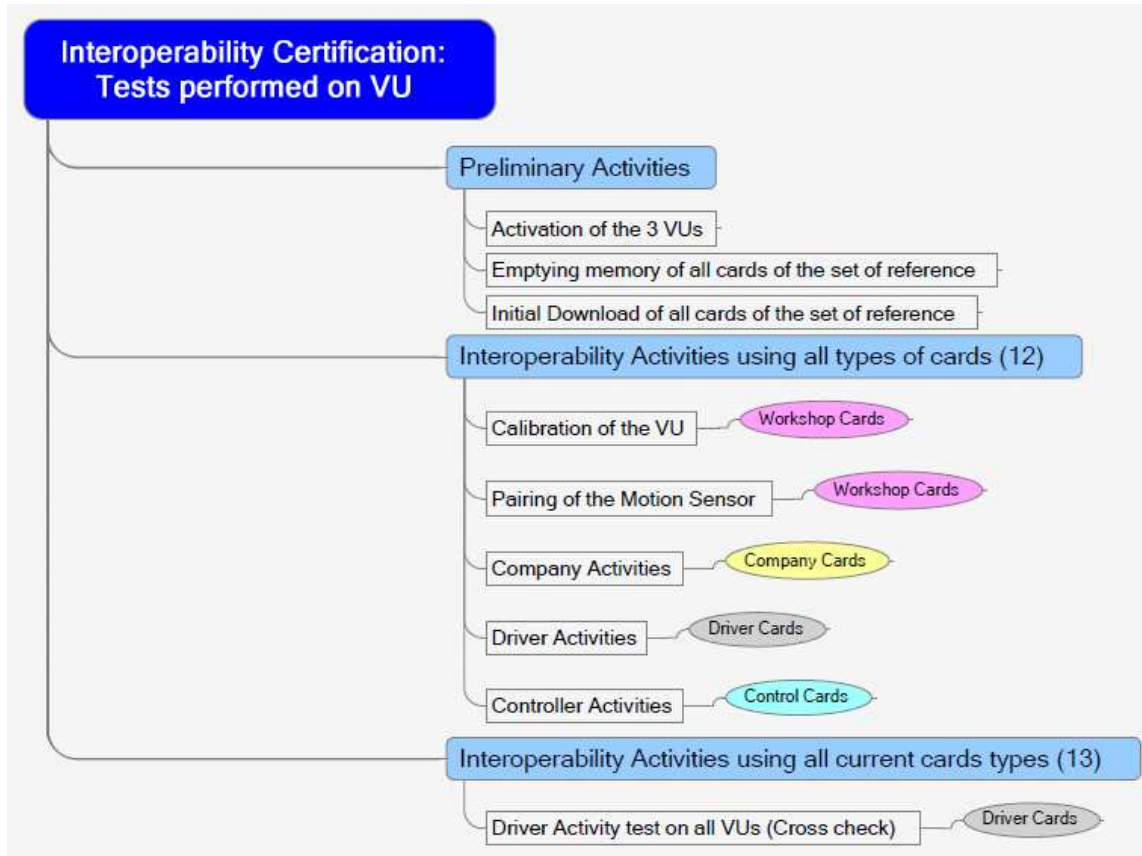 Interoperability Certification:
Tests performed on VU
Preliminary Activities
Activation of the 3 VUs
Emptying memory of all cards of the set of reference
Initial Download of all cards of the set of reference
Interoperability Activities using all types of cards (12)
Calibration of the VU
Workshop Cards
Pairing of the Motion Sensor
Workshop Cards
Company Activities
Company Cards
Driver Activities
Driver Cards
Controller Activities
Control Cards
Interoperability Activities using all current cards types (13)
Driver Activity test on all VUs (Cross check)
Driver Cards